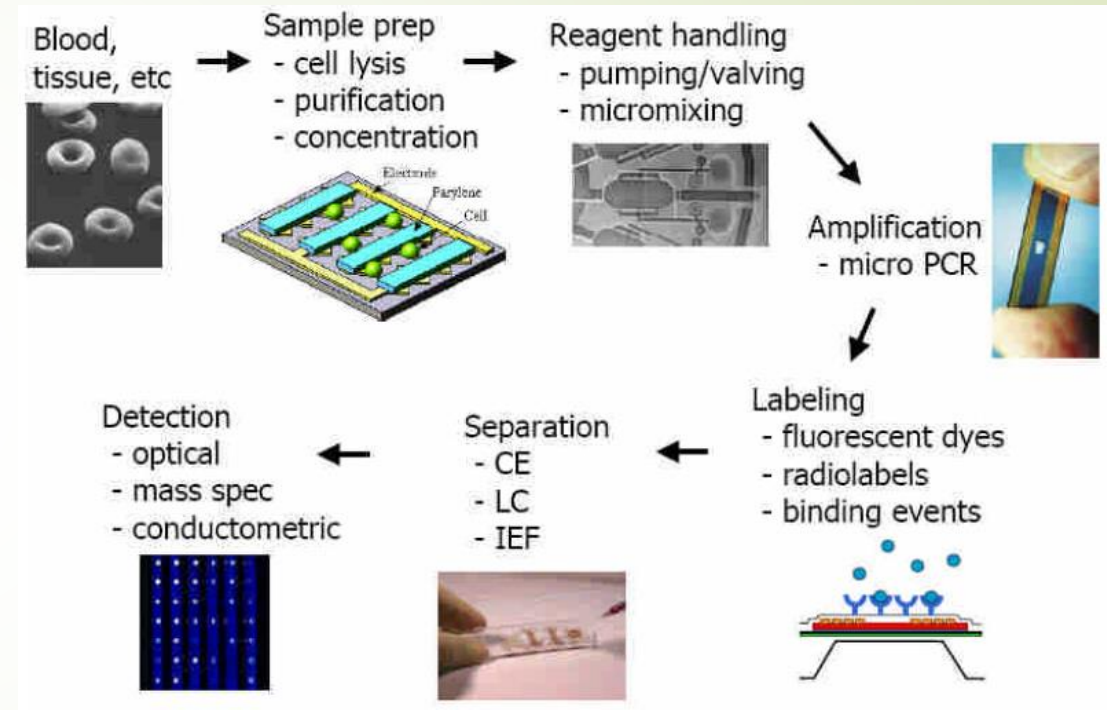 Blood,
tissue, etc
Sample prep
- cell lysis
- purification
- concentration
Electrode
Parylene
Cell
Reagent handling
- pumping/valving
- micromixing
Amplification
- micro PCR
Labeling
- fluorescent dyes
- radiolabels
- binding events
Separation
- CE
- LC
- IEF
Detection
- optical
- mass spec
- conductometric